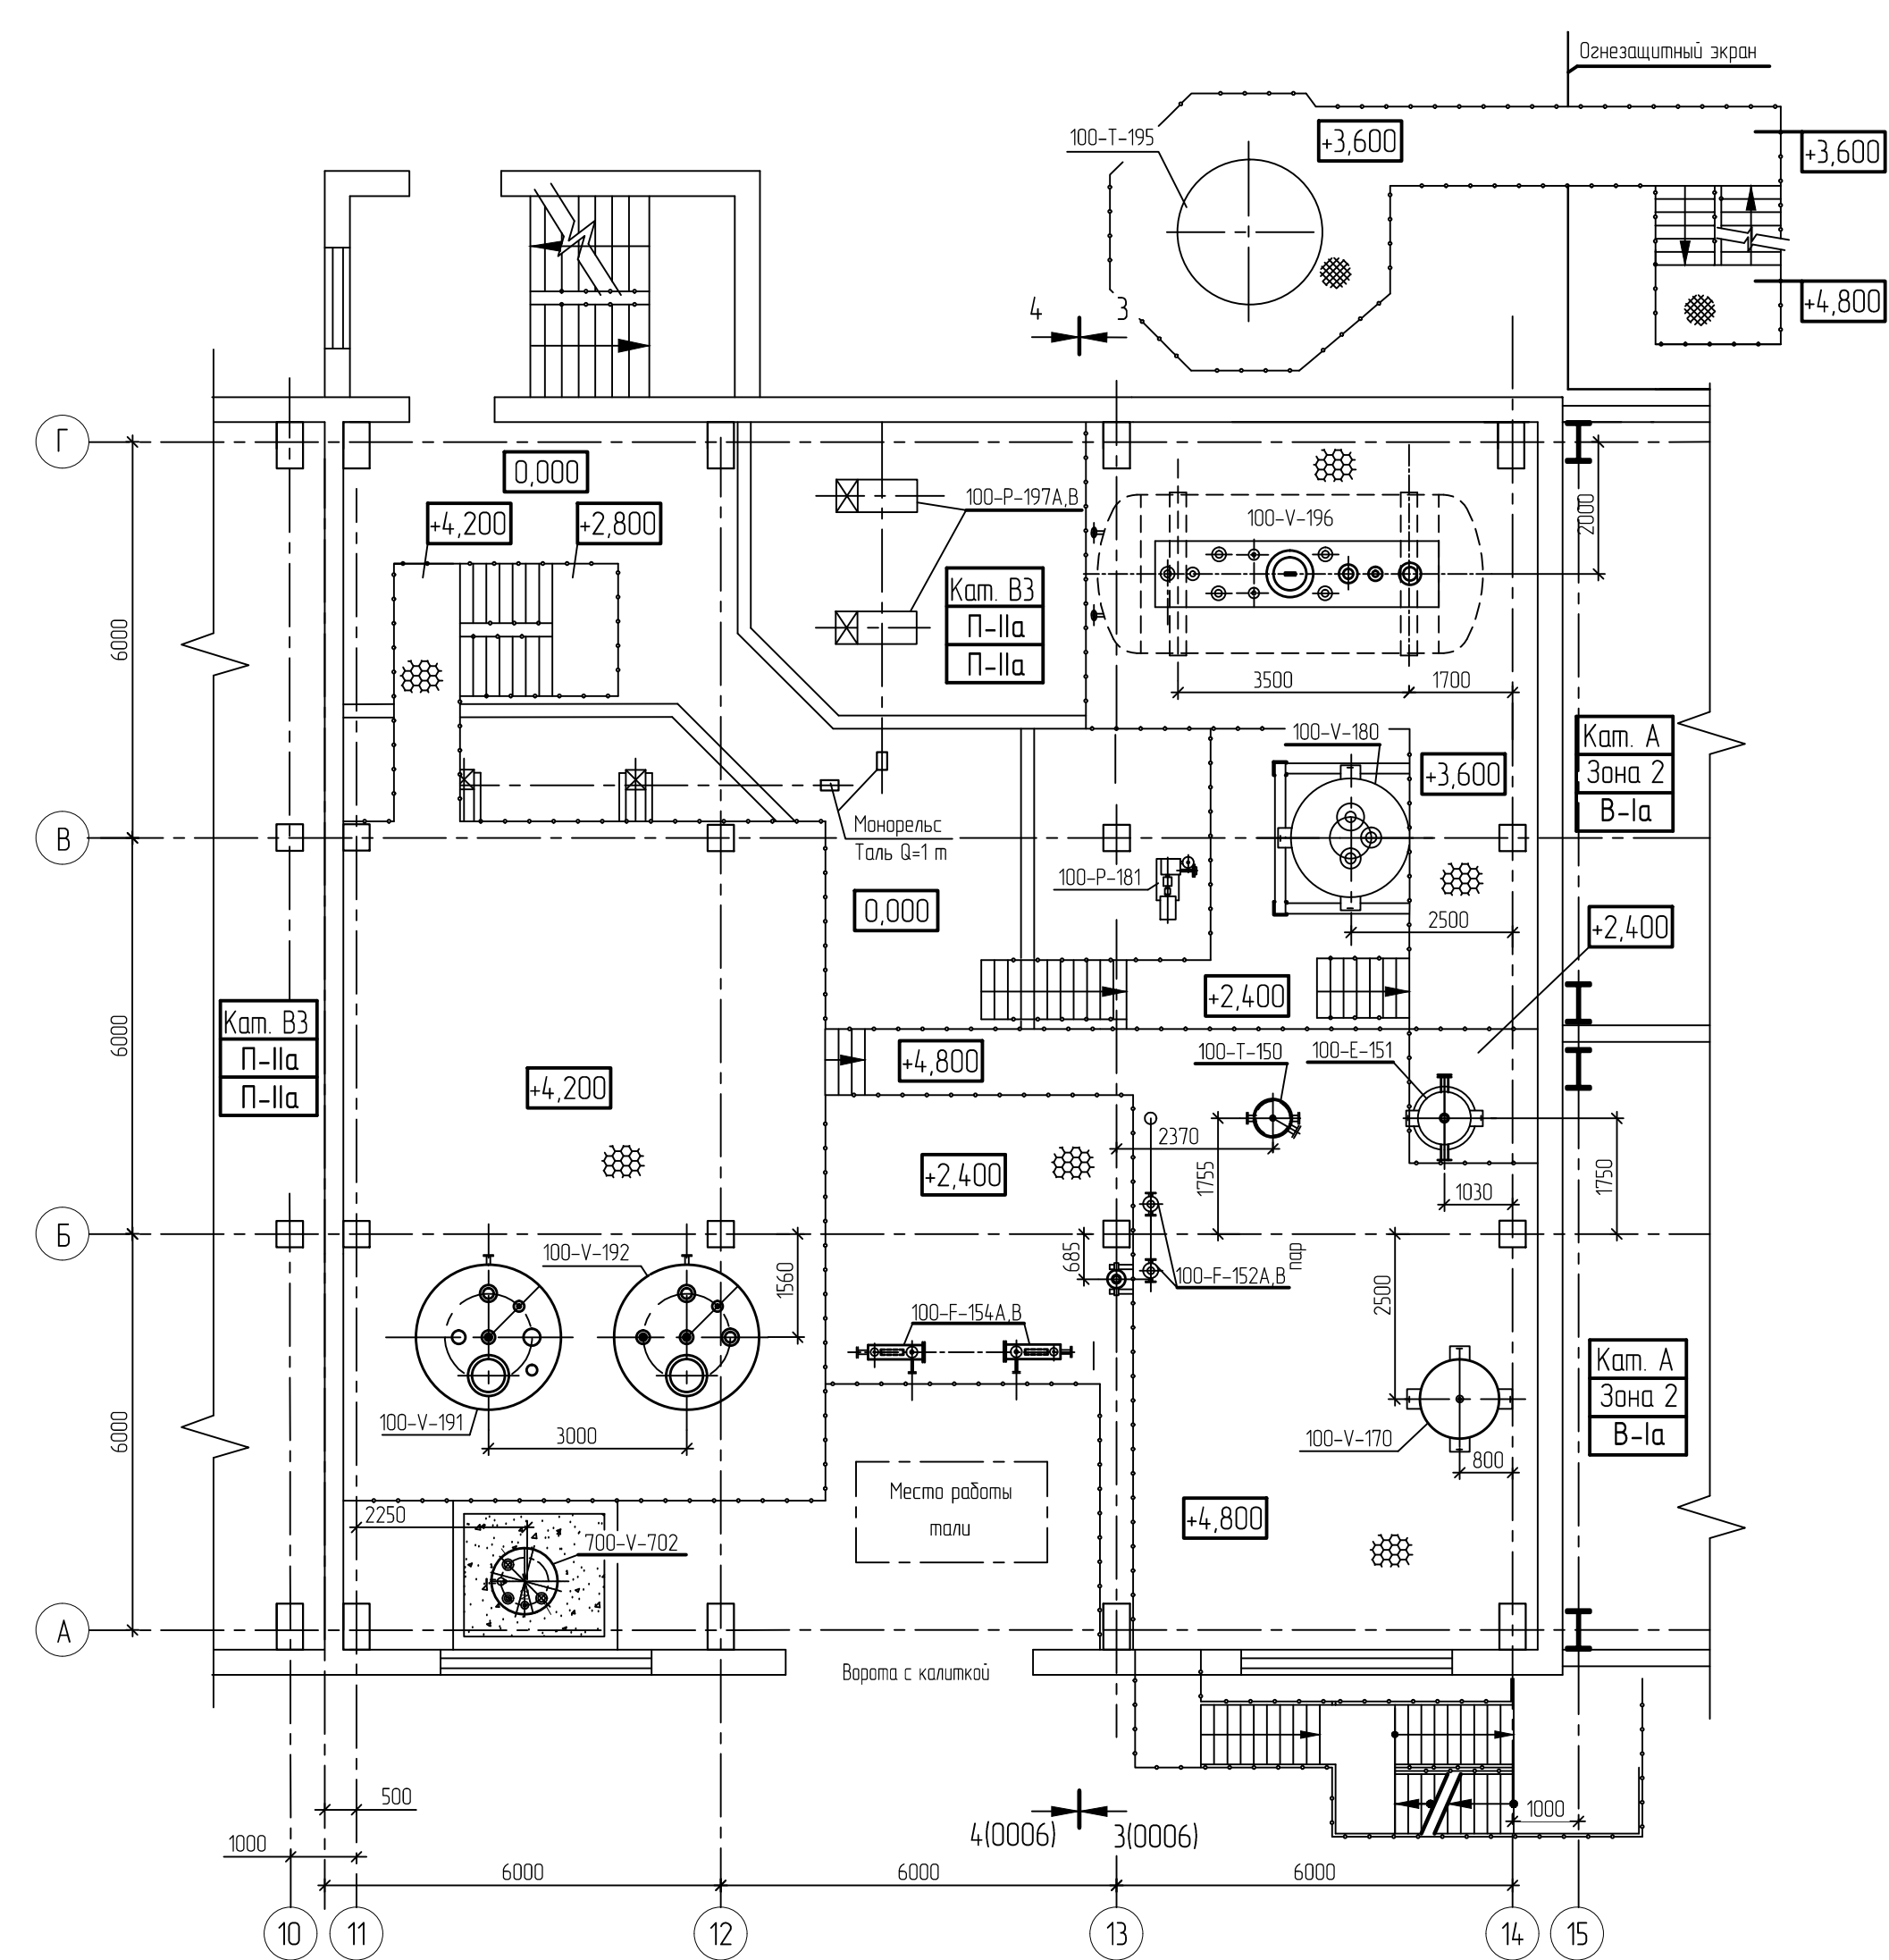 Огнезащитный экран
100-Т-195
+3,600
+3,600
+4,800
4
3
Г
0,000
+4,200
+2,800
100-Р-197А,В
100-V-196
2000
Кат. В3
П-IIа
П-IIа
6000
3500
1700
100-V-180
+3,600
Кат. А
Зона 2
В-Iа
Монорельс
Таль Q=1 т
В
100-Р-181
0,000
2500
+2,400
+2,400
Кат. В3
П-IIа
П-IIа
6000
+4,800
100-Т-150
100-Е-151
+4,200
2370
+2,400
1755
1030
1750
Б
100-V-192
1560
685
100-F-152А,В
пар
2500
100-F-154А,В
Кат. А
Зона 2
В-Iа
100-V-191
3000
6000
100-V-170
800
Место работы
тали
2250
+4,800
700-V-702
А
Ворота с калиткой
500
1000
4(0006)
3(0006)
1000
6000
6000
6000
10
11
12
13
14
15